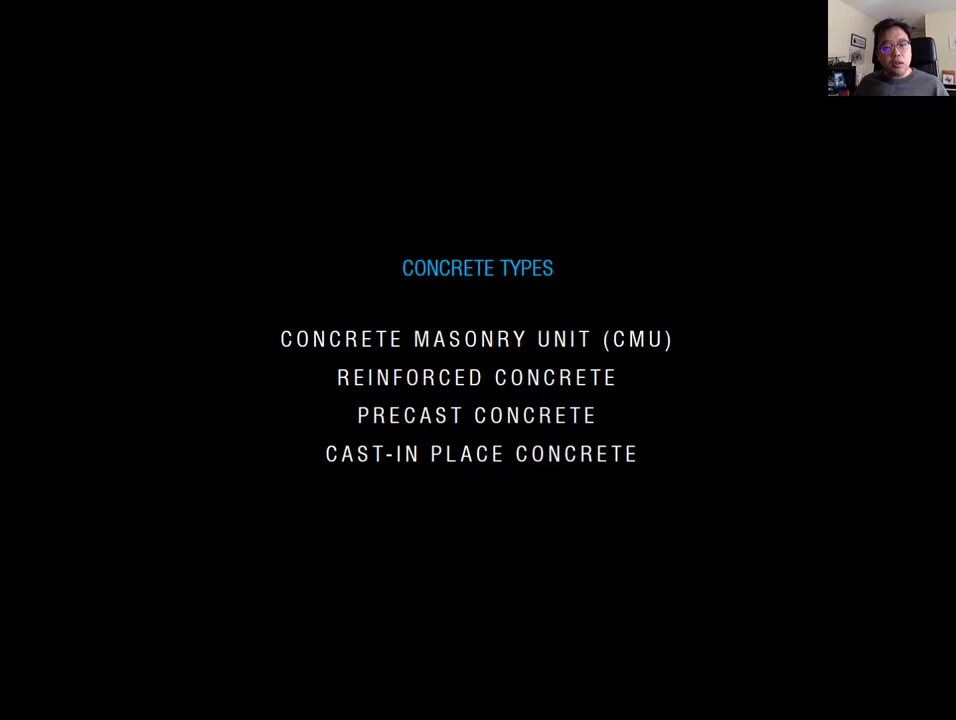 CONCRETE TYPES
CONCRETE MASONRY UNIT (CMU)
REINFORCED CONCRETE
PRECAST CONCRETE
CAST-IN PLACE CONCRETE